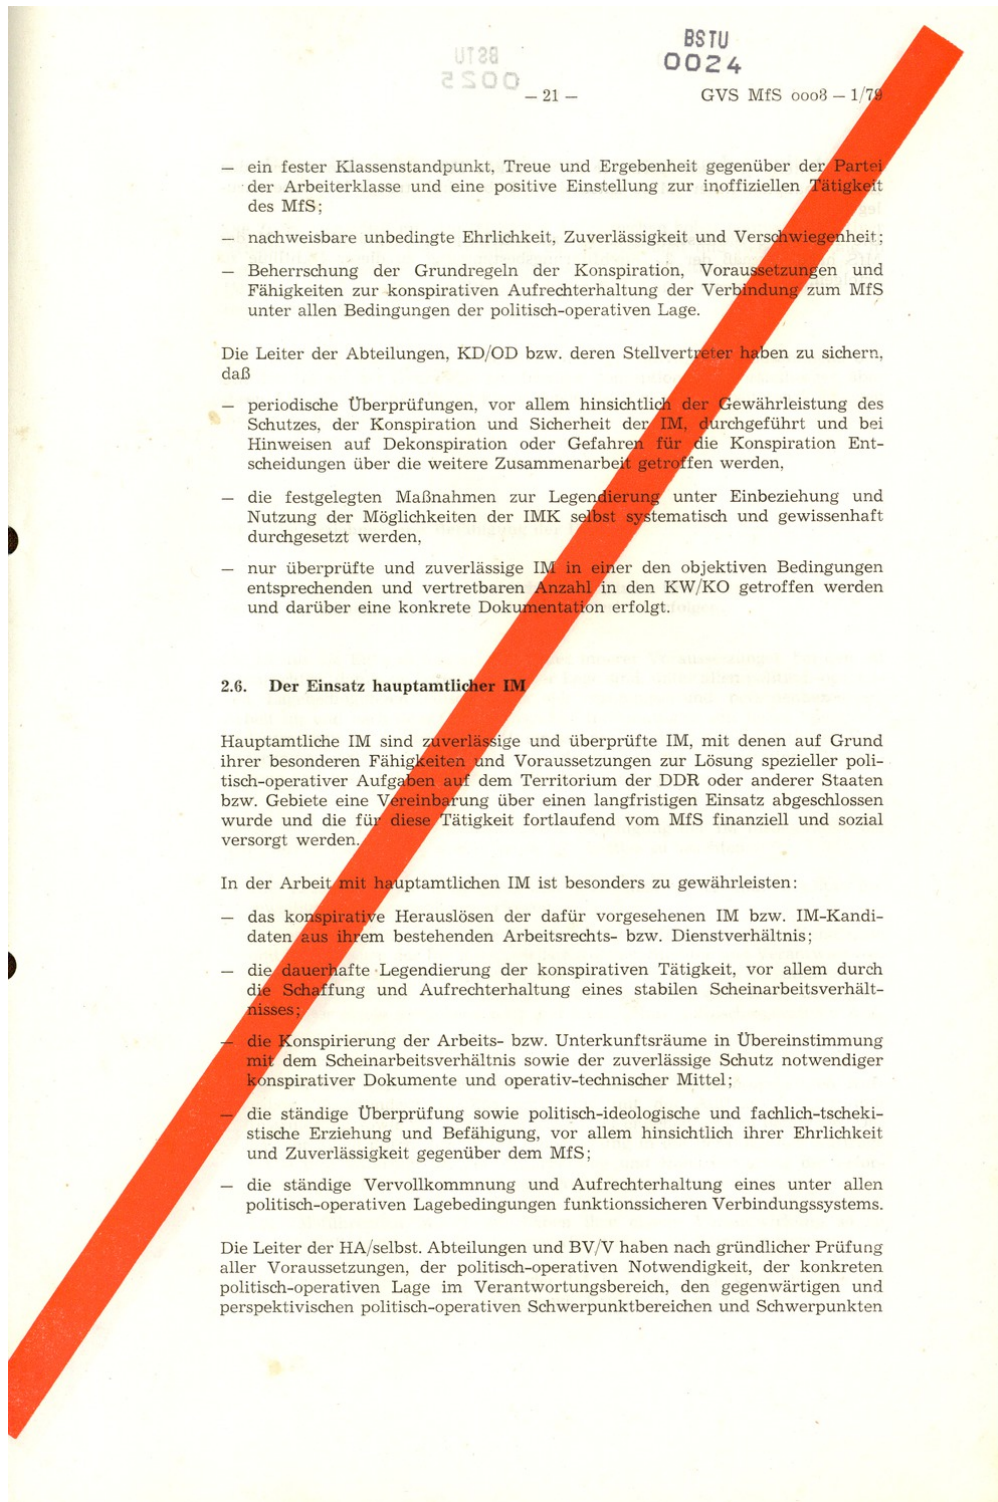 BSTU
0024
BSTU
0025
— 21 —
GVS MfS ooo8 — 1/79
— ein fester Klassenstandpunkt, Treue und Ergebenheit gegenüber der Partei
der Arbeiterklasse und eine positive Einstellung zur inoffiziellen Tätigkeit
des MfS;
— nachweisbare unbedingte Ehrlichkeit, Zuverlässigkeit und Verschwiegenheit;
— Beherrschung der Grundregeln der Konspiration, Voraussetzungen und
Fähigkeiten zur konspirativen Aufrechterhaltung der Verbindung zum MfS
unter allen Bedingungen der politisch-operativen Lage.
Die Leiter der Abteilungen, KD/OD bzw. deren Stellvertreter haben zu sichern,
daß
— periodische Überprüfungen, vor allem hinsichtlich der Gewährleistung des
Schutzes, der Konspiration und Sicherheit der IM, durchgeführt und bei
Hinweisen auf Dekonspiration oder Gefahren für die Konspiration Ent-
scheidungen über die weitere Zusammenarbeit getroffen werden,
— die festgelegten Maßnahmen zur Legendierung unter Einbeziehung und
Nutzung der Möglichkeiten der IMK selbst systematisch und gewissenhaft
durchgesetzt werden,
— nur überprüfte und zuverlässige IM in einer den objektiven Bedingungen
entsprechenden und vertretbaren Anzahl in den KW/KO getroffen werden
und darüber eine konkrete Dokumentation erfolgt.
2.6. Der Einsatz hauptamtlicher IM
Hauptamtliche IM sind zuverlässige und überprüfte IM, mit denen auf Grund
ihrer besonderen Fähigkeiten und Voraussetzungen zur Lösung spezieller poli-
tisch-operativer Aufgaben auf dem Territorium der DDR oder anderer Staaten
bzw. Gebiete eine Vereinbarung über einen langfristigen Einsatz abgeschlossen
wurde und die für diese Tätigkeit fortlaufend vom MfS finanziell und sozial
versorgt werden.
In der Arbeit mit hauptamtlichen IM ist besonders zu gewährleisten:
— das konspirative Herauslösen der dafür vorgesehenen IM bzw. IM-Kandi-
daten aus ihrem bestehenden Arbeitsrechts- bzw. Dienstverhältnis;
— die dauerhafte Legendierung der konspirativen Tätigkeit, vor allem durch
die Schaffung und Aufrechterhaltung eines stabilen Scheinarbeitsverhält-
nisses;
— die Konspirierung der Arbeits- bzw. Unterkunftsräume in Übereinstimmung
mit dem Scheinarbeitsverhältnis sowie der zuverlässige Schutz notwendiger
konspirativer Dokumente und operativ-technischer Mittel;
— die ständige Überprüfung sowie politisch-ideologische und fachlich-tscheki-
stische Erziehung und Befähigung, vor allem hinsichtlich ihrer Ehrlichkeit
und Zuverlässigkeit gegenüber dem MfS;
— die ständige Vervollkommnung und Aufrechterhaltung eines unter allen
politisch-operativen Lagebedingungen funktionssicheren Verbindungssystems.
Die Leiter der HA/selbst. Abteilungen und BV/V haben nach gründlicher Prüfung
aller Voraussetzungen, der politisch-operativen Notwendigkeit, der konkreten
politisch-operativen Lage im Verantwortungsbereich, den gegenwärtigen und
perspektivischen politisch-operativen Schwerpunktbereichen und Schwerpunkten